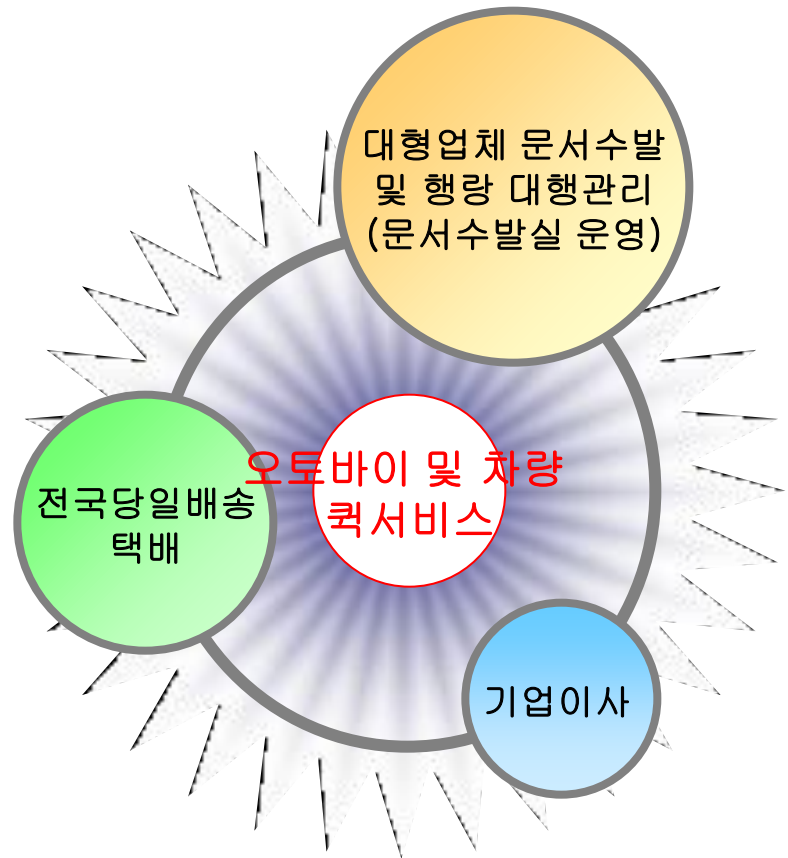 대형업체 문서수발
및 행랑 대행관리
(문서수발실 운영)
오토바이 및 차량
퀵서비스
전국당일배송
택배
기업이사